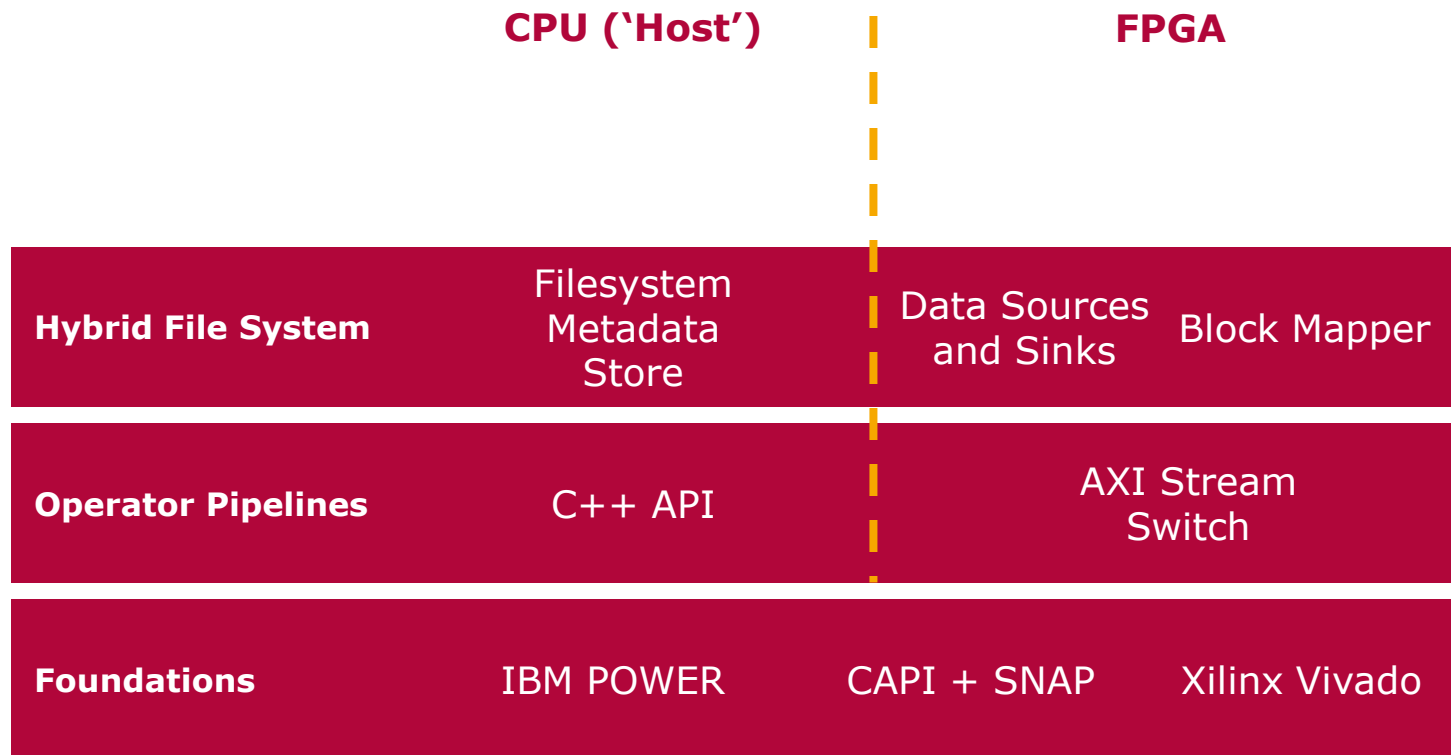 CPU (‘Host’)
FPGA
Hybrid File System
Filesystem
Metadata
Store
Data Sources
and Sinks
Block Mapper
Operator Pipelines
C++ API
AXI Stream
Switch
Foundations
IBM POWER
CAPI + SNAP
Xilinx Vivado